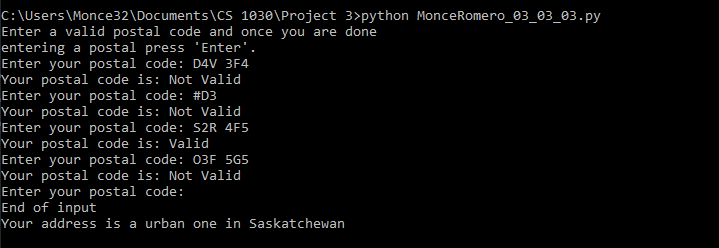 C:\Users\Monce32\Documents\CS 1030\Project 3>python MonceRomero_03_03_03.py
Enter a valid postal code and once you are done
entering a postal press 'Enter'.
Enter your postal code: D4V 3F4
Your postal code is: Not Valid
Enter your postal code: #D3
Your postal code is: Not Valid
Enter your postal code: S2R 4F5
Your postal code is: Valid
Enter your postal code: O3F 5G5
Your postal code is: Not Valid
Enter your postal code:
End of input
Your address is a urban one in Saskatchewan